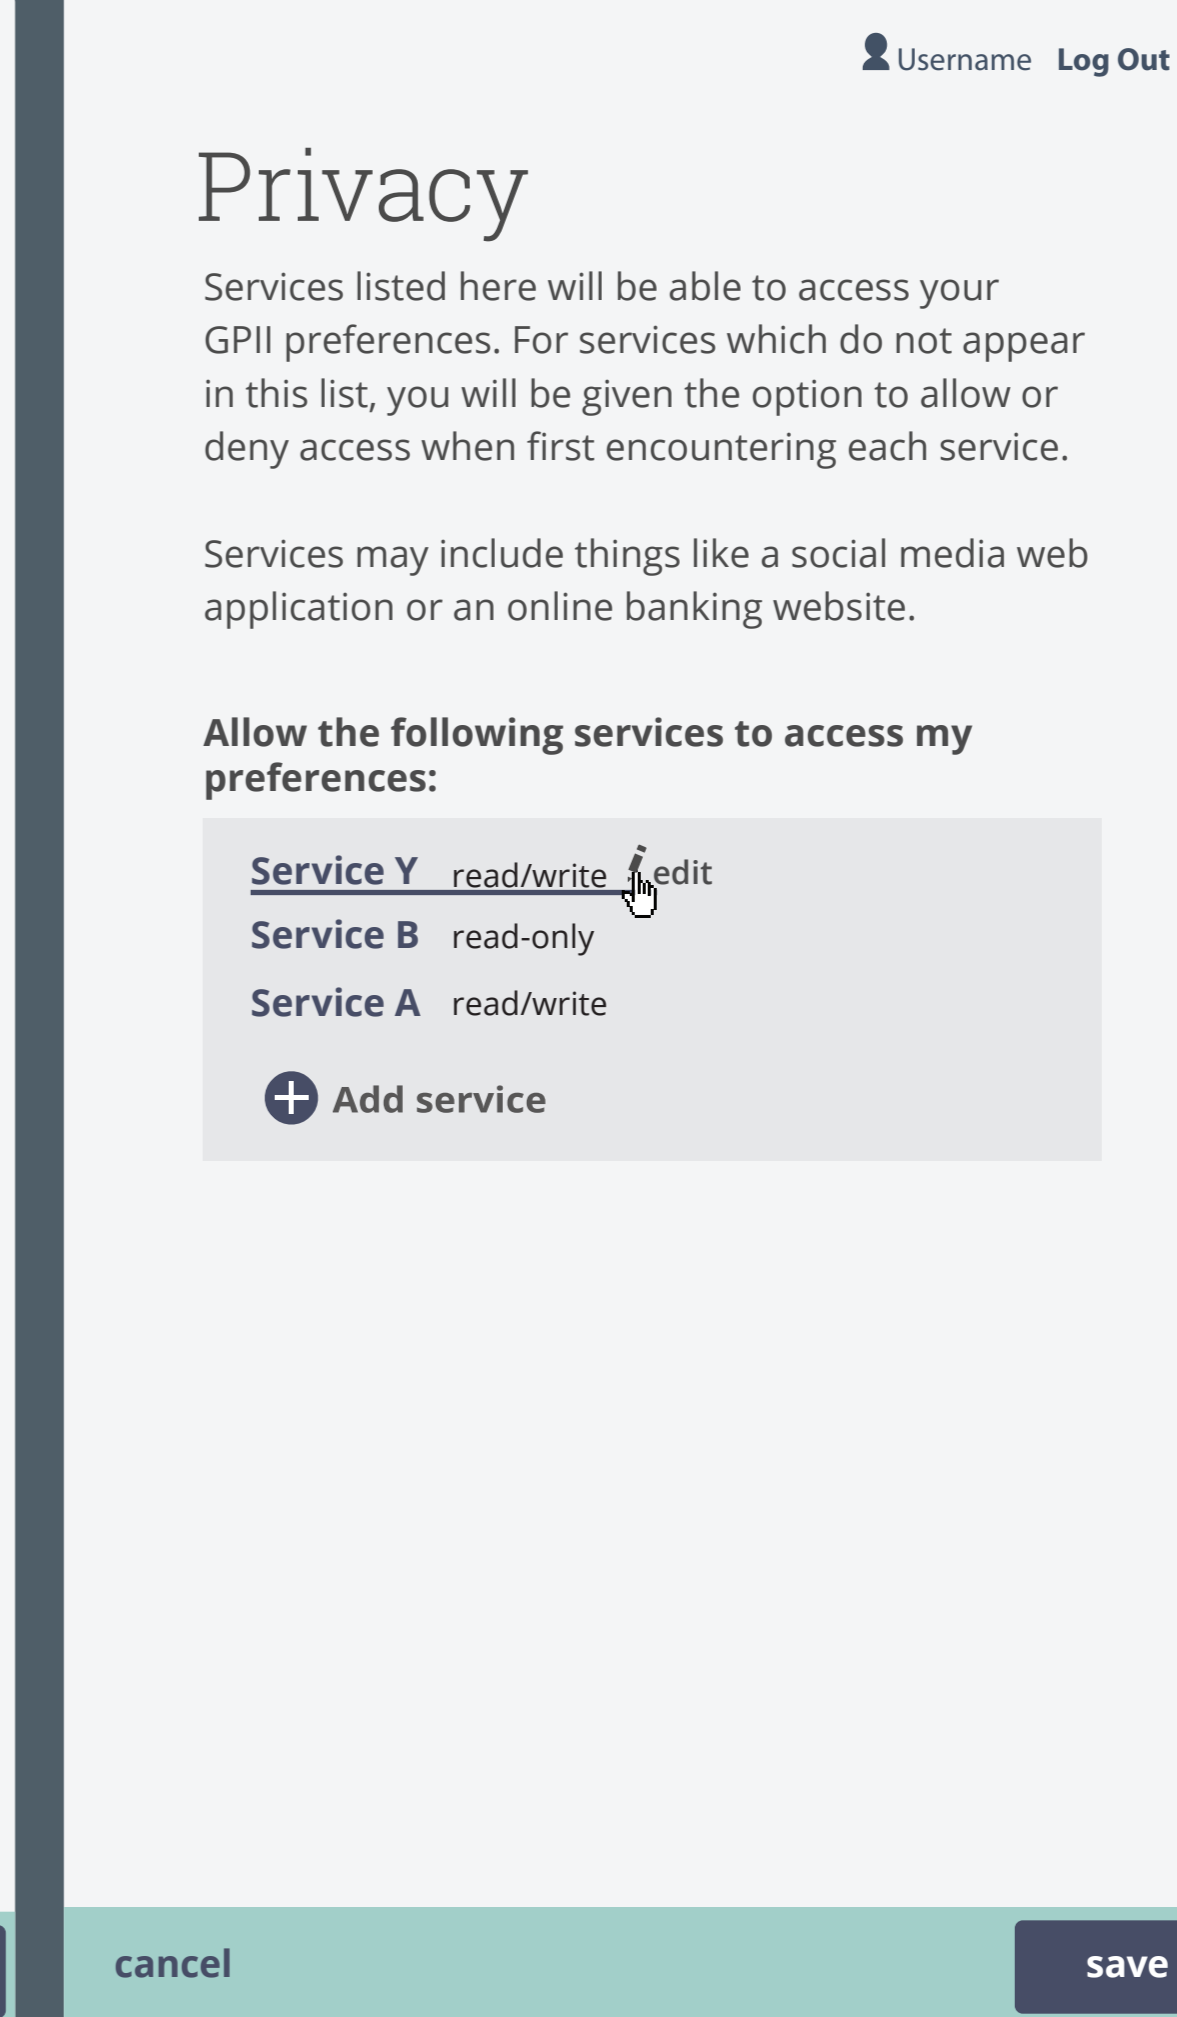 Username Log Out
Privacy
Services listed here will be able to access your
GPII preferences. For services which do not appear
in this list, you will be given the option to allow or
deny access when first encountering each service.
Services may include things like a social media web
application or an online banking website.
Allow the following services to access my
preferences:
Service Y read/write edit
Service B read-only
Service A read/write
Add service
cancel save